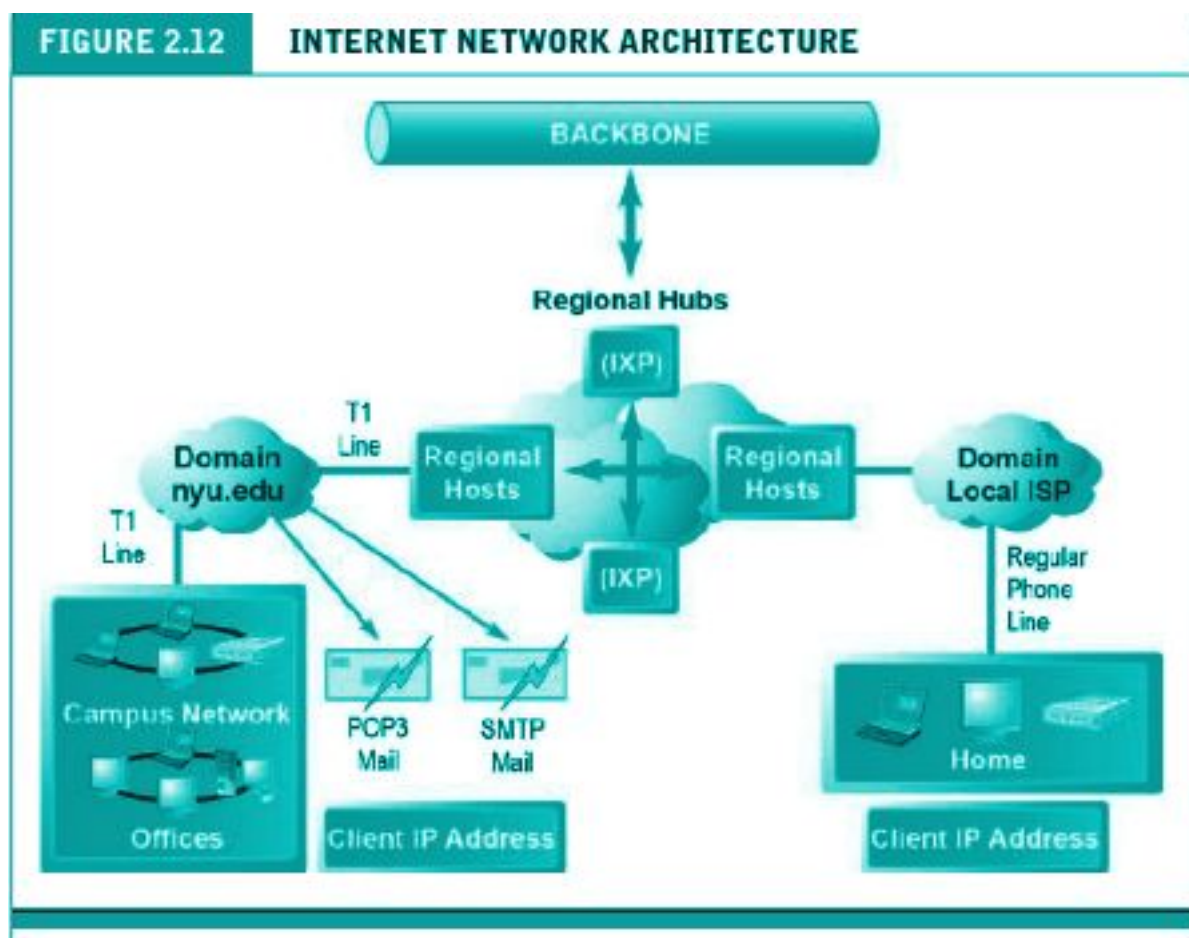 FIGURE 2.12
INTERNET NETWORK ARCHITECTURE
BACKBONE
Regional Hubs
(IXP)
T1
Line
Domain
nyu.edu
Regional
Hosts
Regional
Hosts
Domain
Local ISP
T1
Line
(IXP)
Regular
Phone
Line
Campus Network
POP3
Mail
SMTP
Mail
Home
Offices
Client IP Address
Client IP Address